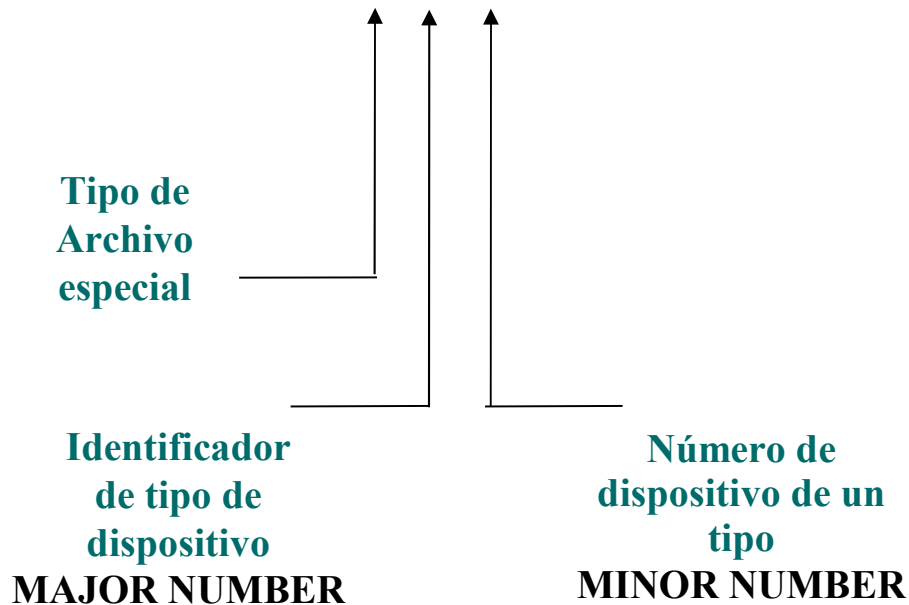 Tipo de
Archivo
especial
Identificador
de tipo de
dispositivo
MAJOR NUMBER
Número de
dispositivo de un
tipo
MINOR NUMBER